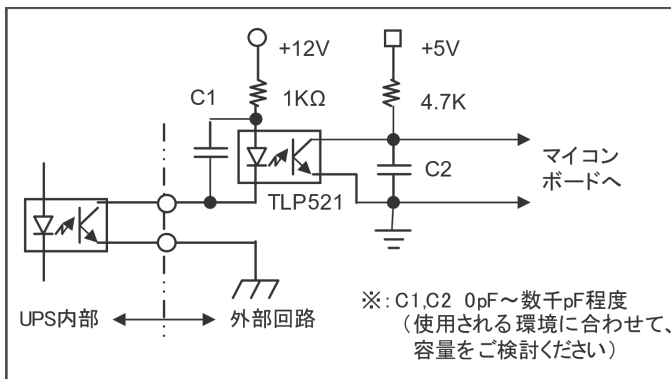 +12V
+5V
C1
1KΩ
4.7K
マイコン
ボードへ
C2
TLP521
UPS内部
外部回路
※：C1,C2 0pF～数千pF程度
（使用される環境に合わせて、
容量をご検討ください）